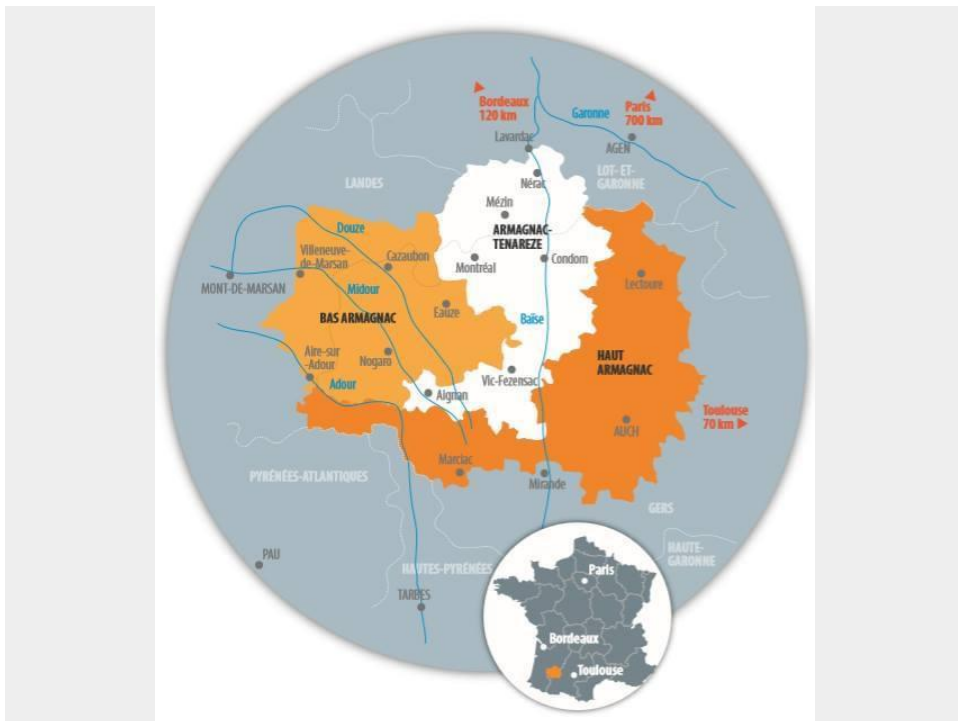 Bordeaux
120 km
Paris
700 km
Garonne
Lavardac
AGEN
LOT- ET-
GARONNE
LANDES
Nérac
Mézin
ARMAGNAC-
TENAREZE
Douze
Villeneuve-
de-Marsan
Cazaubon
Montréal
Condom
Lectoure
MONT-DE-MARSAN
Midour
Eauze
BAS ARMAGNAC
Baïse
Aire-sur
-Adour
Nogaro
HAUT
ARMAGNAC
Vic-Fezensac
Adour
Aignan
Toulouse
70 km
AUCH
Marciac
Mirande
PYRÉNÉES-ATLANTIQUES
GERS
HAUTE-
GARONNE
PAU
HAUTES-PYRÉNÉES
TARBES
Paris
Bordeaux
Toulouse